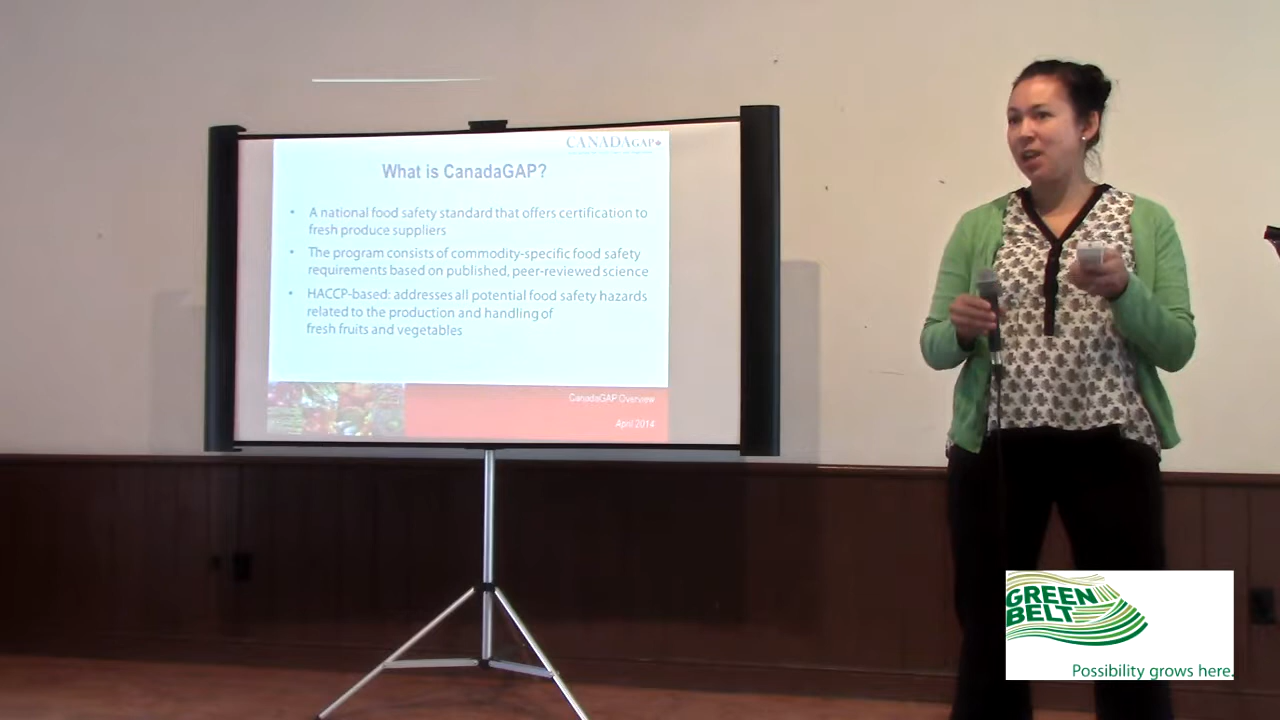 CANADAGAP
What is CanadaGAP?
• A national food safety standard that offers certification to
fresh produce suppliers
• The program consists of commodity-specific food safety
requirements based on published, peer-reviewed science
• HACCP-based: addresses all potential food safety hazards
related to the production and handling of
fresh fruits and vegetables
CanadaGAP Overview
April 2014
GREEN
BELT
Possibility grows here.